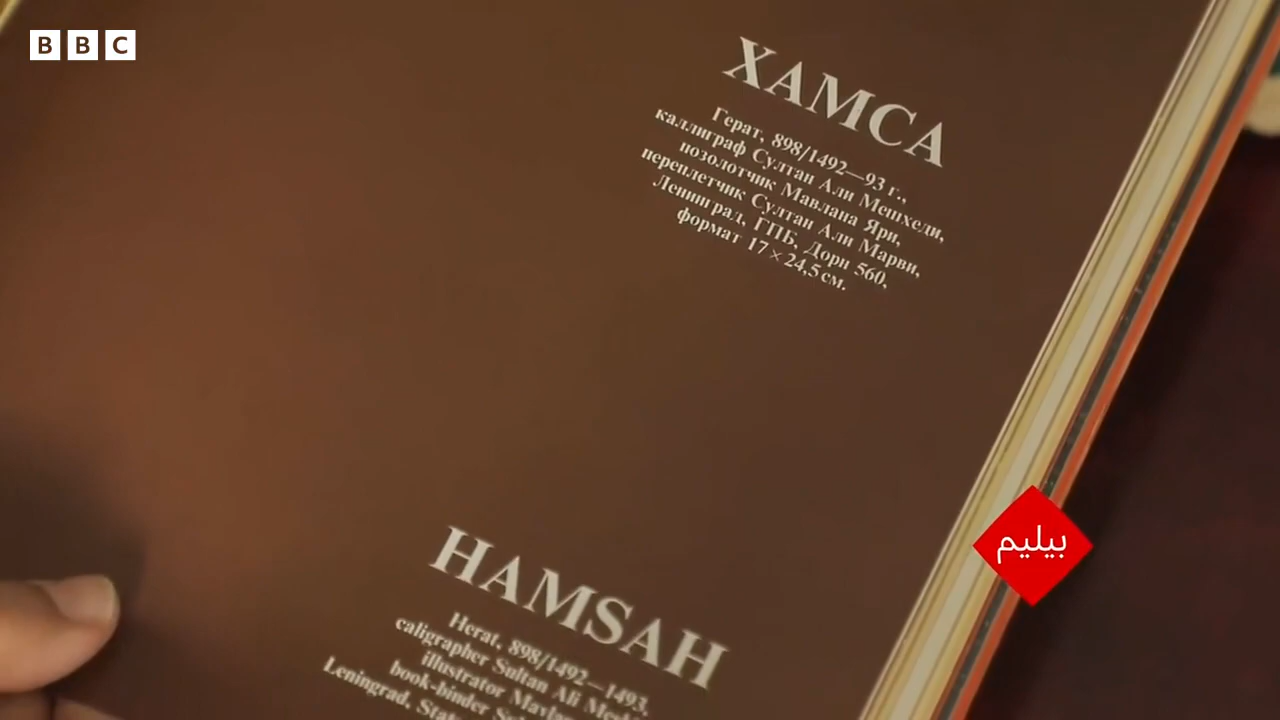 BBC
ХАМСА
Герат, 898/1492—93 г.,
каллиграф Султан Али Мешхеди,
позолотчик Мавлана Яри,
переплетчик Султан Али Марви,
Ленинград, ГПБ, Дорн 560,
формат 17 × 24,5 см.
بیلیم
HAMSAH
Herat, 898/1492—1493,
caligrapher Sultan Ali
illustrator
book-binder
Leningrad,